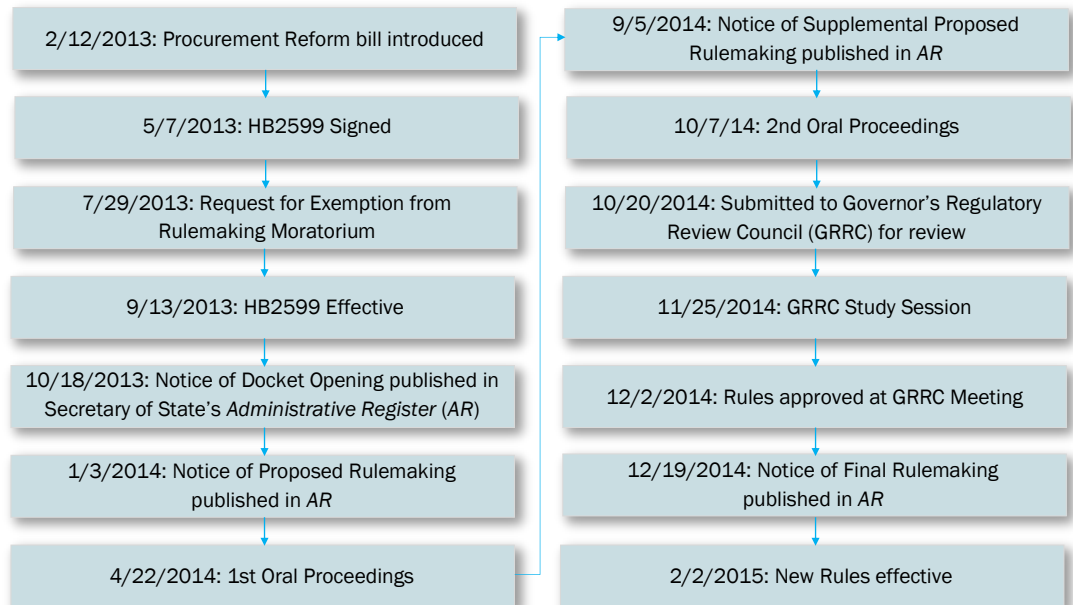 2/12/2013: Procurement Reform bill introduced
5/7/2013: HB2599 Signed
7/29/2013: Request for Exemption from
Rulemaking Moratorium
9/13/2013: HB2599 Effective
10/18/2013: Notice of Docket Opening published in
Secretary of State's Administrative Register (AR)
1/3/2014: Notice of Proposed Rulemaking
published in AR
4/22/2014: 1st Oral Proceedings
9/5/2014: Notice of Supplemental Proposed
Rulemaking published in AR
10/7/14: 2nd Oral Proceedings
10/20/2014: Submitted to Governor's Regulatory
Review Council (GRRC) for review
11/25/2014: GRRC Study Session
12/2/2014: Rules approved at GRRC Meeting
12/19/2014: Notice of Final Rulemaking
published in AR
2/2/2015: New Rules effective